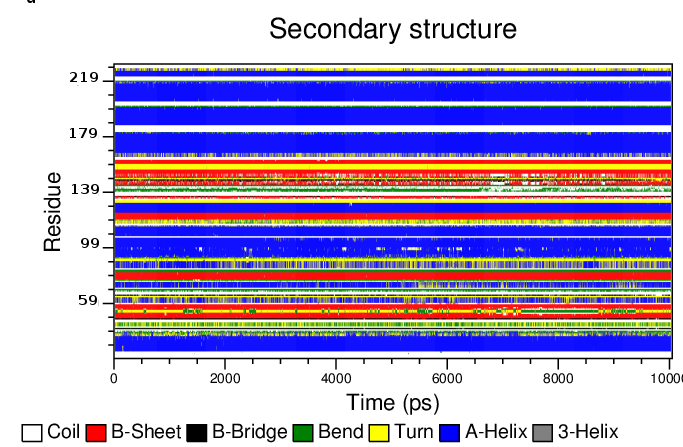 Secondary structure
Residue
219
179
139
99
59
0 2000 4000 6000 8000 10000
Time (ps)
Coil B-Sheet B-Bridge Bend Turn A-Helix 3-Helix